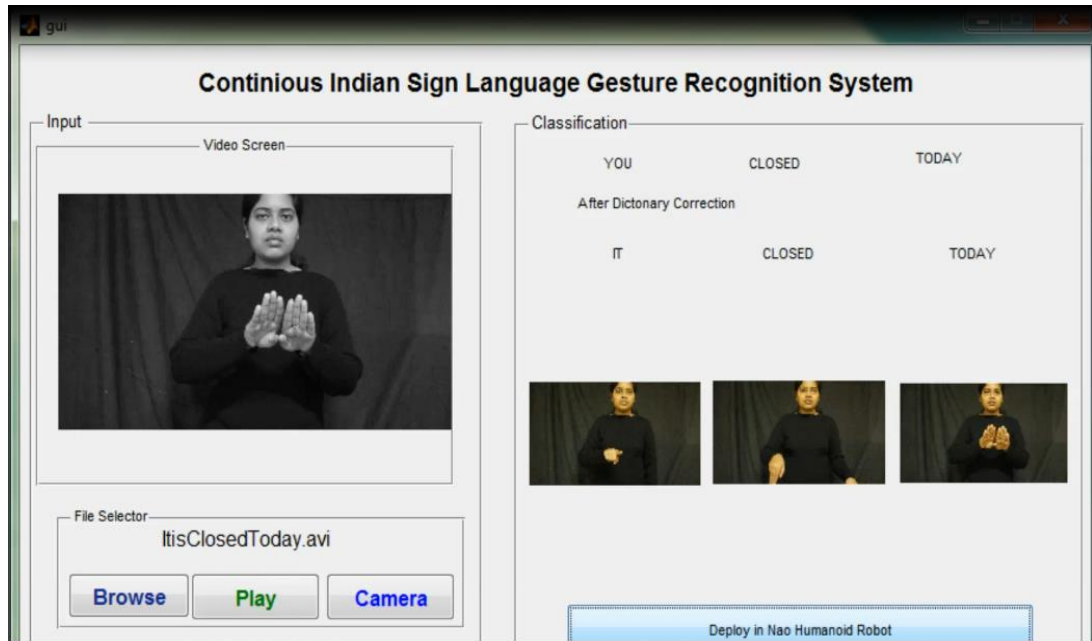 gui
Continious Indian Sign Language Gesture Recognition System
Input
Video Screen
File Selector
ItisClosedToday.avi
Browse Play Camera
Classification
YOU CLOSED TODAY
After Dictonary Correction
IT CLOSED TODAY
Deploy in Nao Humanoid Robot